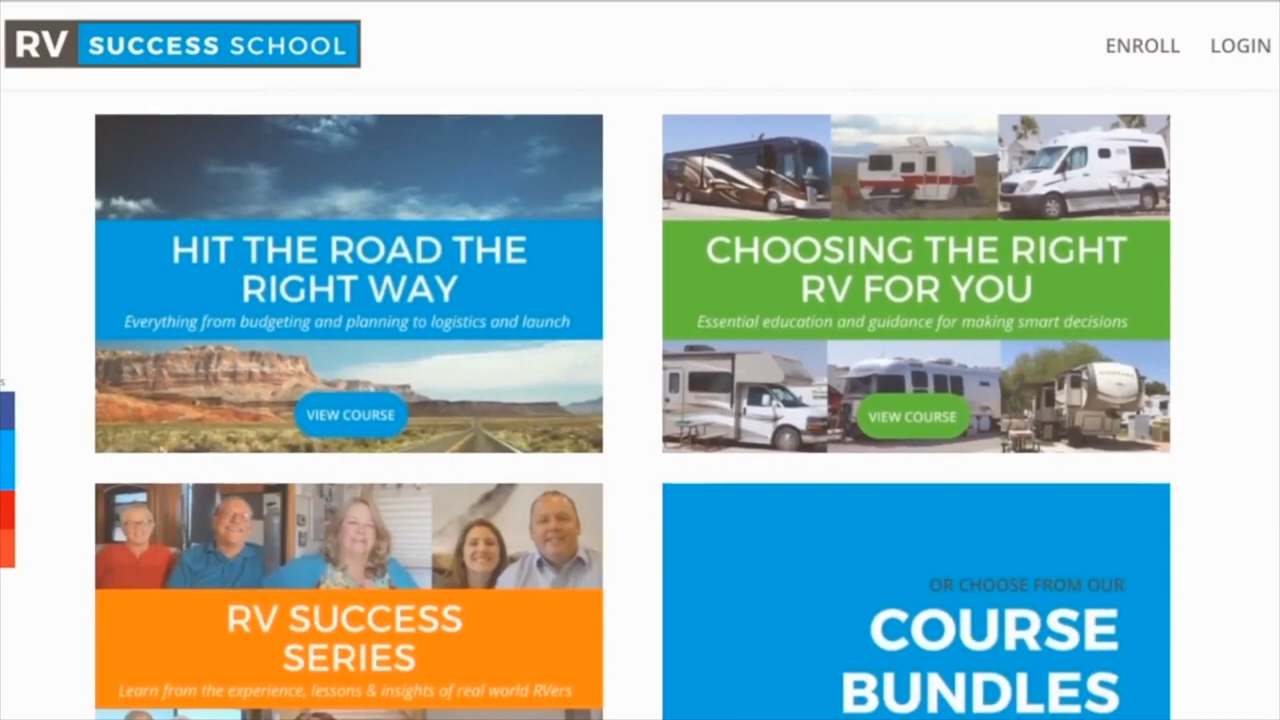 RV SUCCESS SCHOOL
ENROLL LOGIN
HIT THE ROAD THE
RIGHT WAY
Everything from budgeting and planning to logistics and launch
VIEW COURSE
CHOOSING THE RIGHT
RV FOR YOU
Essential education and guidance for making smart decisions
VIEW COURSE
s
RV SUCCESS
SERIES
Learn from the experience, lessons & insights of real world RVers
OR CHOOSE FROM OUR
COURSE
BUNDLES